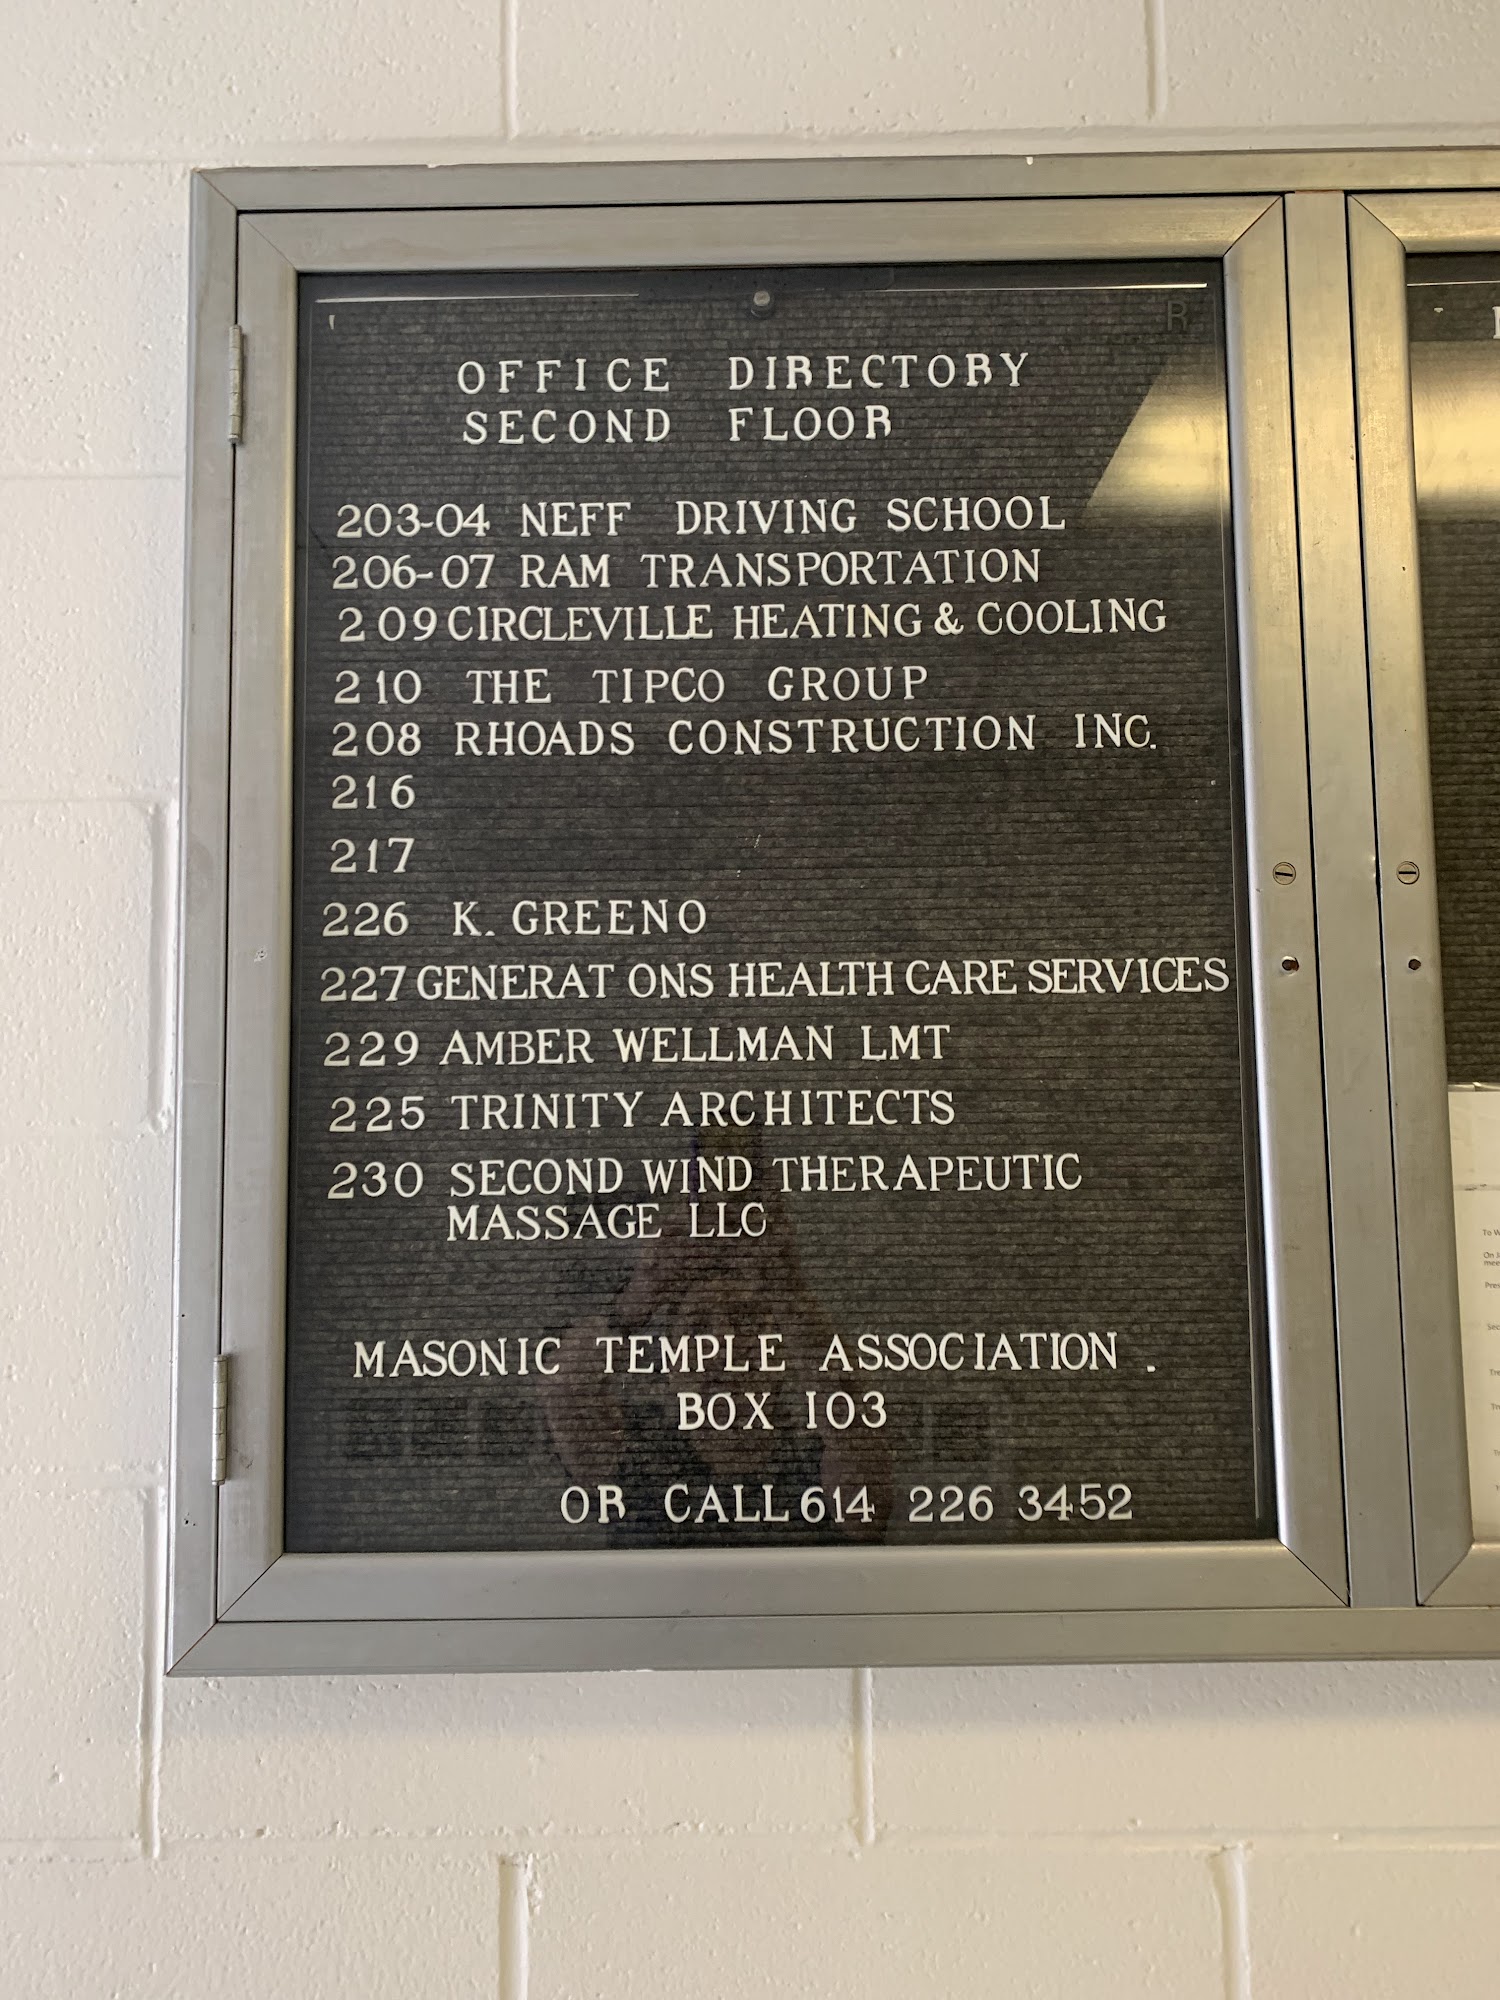 R
OFFICE DIRECTORY
SECOND FLOOR
203-04 NEFF DRIVING SCHOOL
206-07 RAM TRANSPORTATION
209 CIRCLEVILLE HEATING & COOLING
210 THE TIPCO GROUP
208 RHOADS CONSTRUCTION INC.
216
217
226 K. GREENO
227 GENERAT ONS HEALTH CARE SERVICES
229 AMBER WELLMAN LMT
225 TRINITY ARCHITECTS
230 SECOND WIND THERAPEUTIC
MASSAGE LLC
MASONIC TEMPLE ASSOCIATION .
BOX 103
OR CALL 614 226 3452
To
On